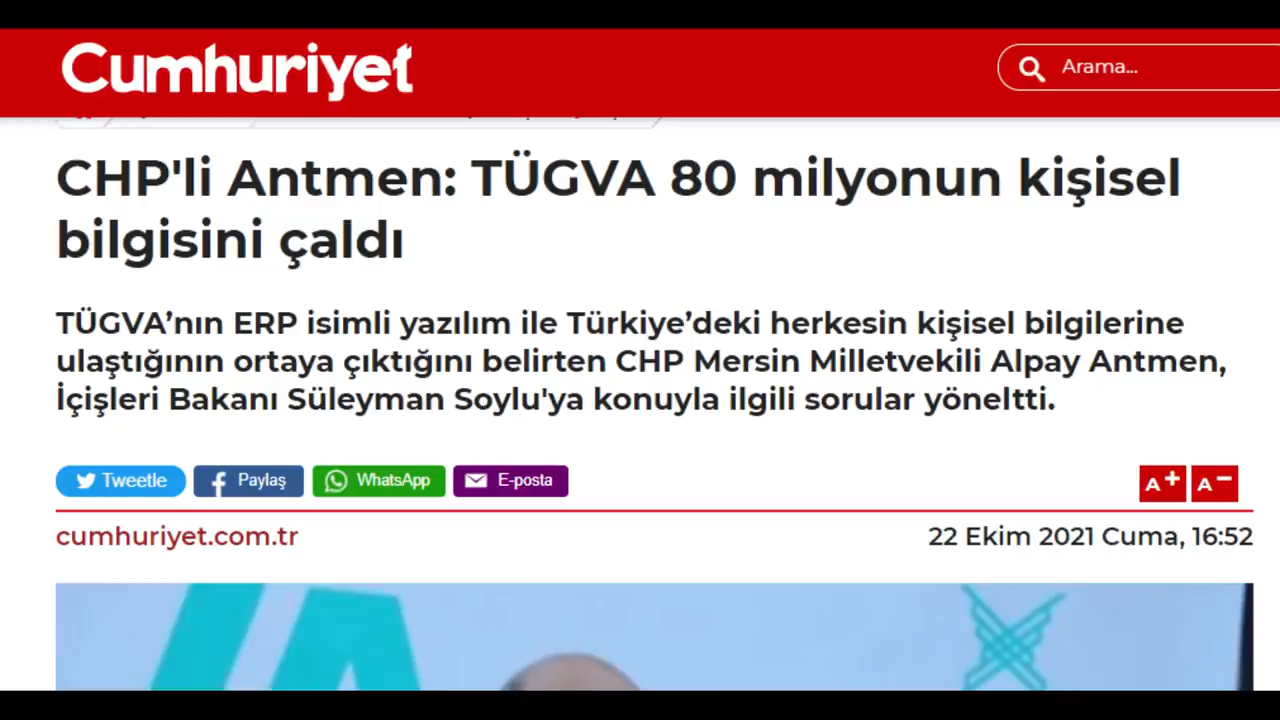 Cumhuriyet
Arama...
CHP'li Antmen: TÜGVA 80 milyonun kişisel
bilgisini çaldı
TÜGVA’nın ERP isimli yazılım ile Türkiye’deki herkesin kişisel bilgilerine
ulaştığının ortaya çıktığını belirten CHP Mersin Milletvekili Alpay Antmen,
İçişleri Bakanı Süleyman Soylu'ya konuyla ilgili sorular yöneltti.
Tweetle Paylaş WhatsApp E-posta A+ A-
cumhuriyet.com.tr 22 Ekim 2021 Cuma, 16:52